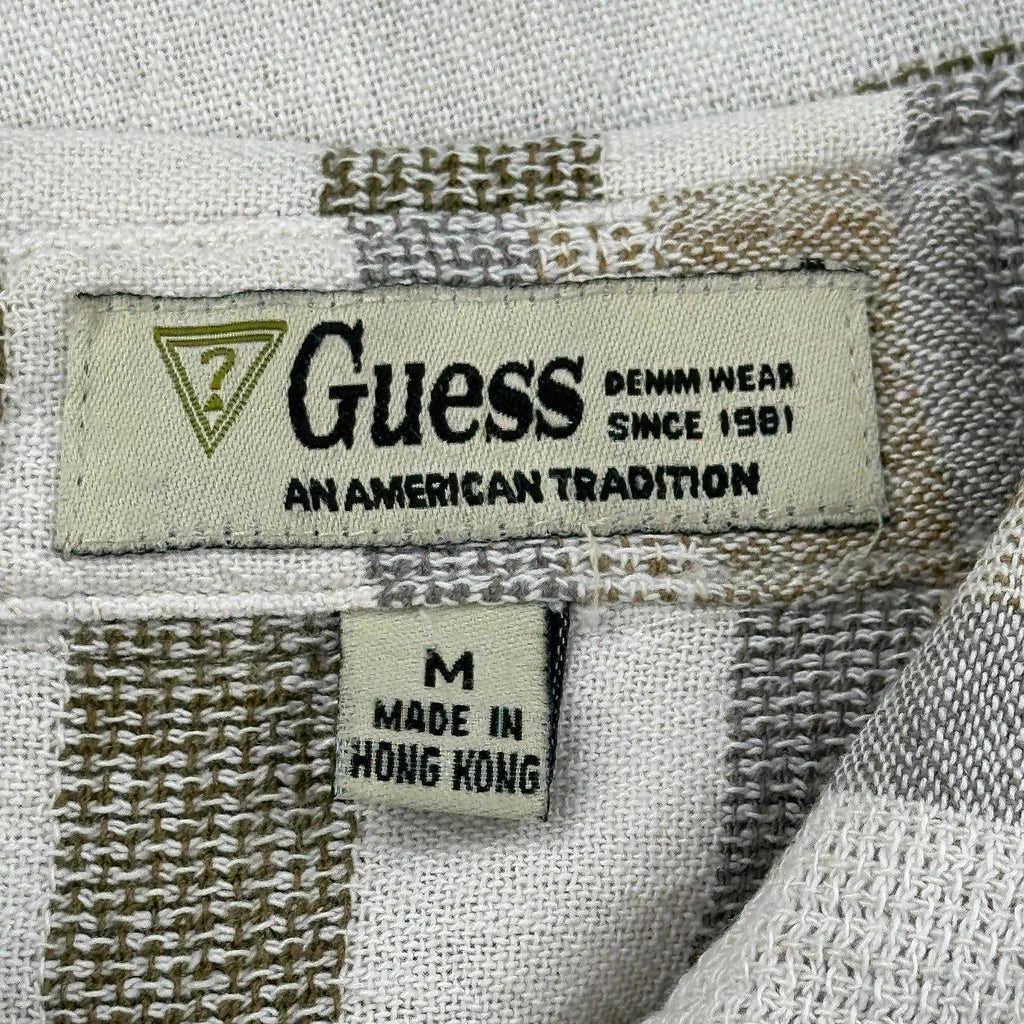 ?
Guess
DENIM WEAR
SINCE 1981
AN AMERICAN TRADITION
M
MADE IN
HONG KONG